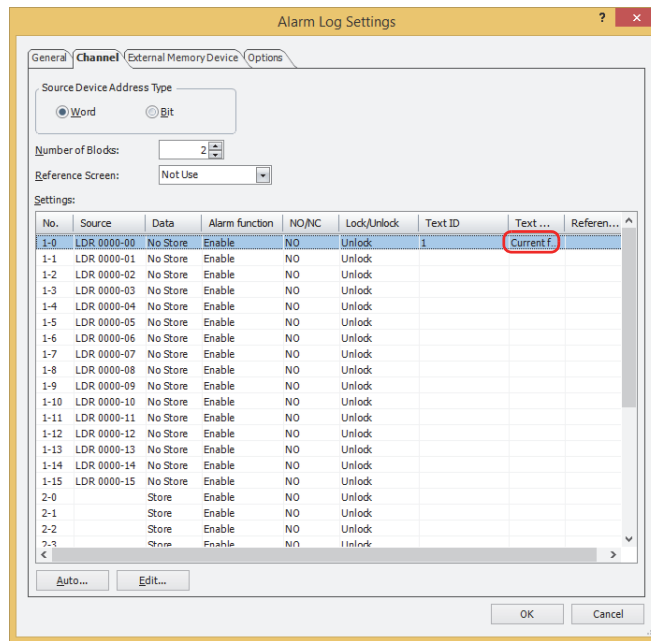 Alarm Log Settings
General Channel External Memory Device Options
Source Device Address Type
Word Bit
Number of Blocks: 2
Reference Screen: Not Use
Settings:
No. Source Data Alarm function NO/NC Lock/Unlock Text ID Text ... Referen...
1-0 LDR 0000-00 No Store Enable NO Unlock 1 Current f...
1-1 LDR 0000-01 No Store Enable NO Unlock
1-2 LDR 0000-02 No Store Enable NO Unlock
1-3 LDR 0000-03 No Store Enable NO Unlock
1-4 LDR 0000-04 No Store Enable NO Unlock
1-5 LDR 0000-05 No Store Enable NO Unlock
1-6 LDR 0000-06 No Store Enable NO Unlock
1-7 LDR 0000-07 No Store Enable NO Unlock
1-8 LDR 0000-08 No Store Enable NO Unlock
1-9 LDR 0000-09 No Store Enable NO Unlock
1-10 LDR 0000-10 No Store Enable NO Unlock
1-11 LDR 0000-11 No Store Enable NO Unlock
1-12 LDR 0000-12 No Store Enable NO Unlock
1-13 LDR 0000-13 No Store Enable NO Unlock
1-14 LDR 0000-14 No Store Enable NO Unlock
1-15 LDR 0000-15 No Store Enable NO Unlock
2-0 Store Enable NO Unlock
2-1 Store Enable NO Unlock
2-2 Store Enable NO Unlock
2-3 Store Enable NO Unlock
Auto... Edit...
OK Cancel